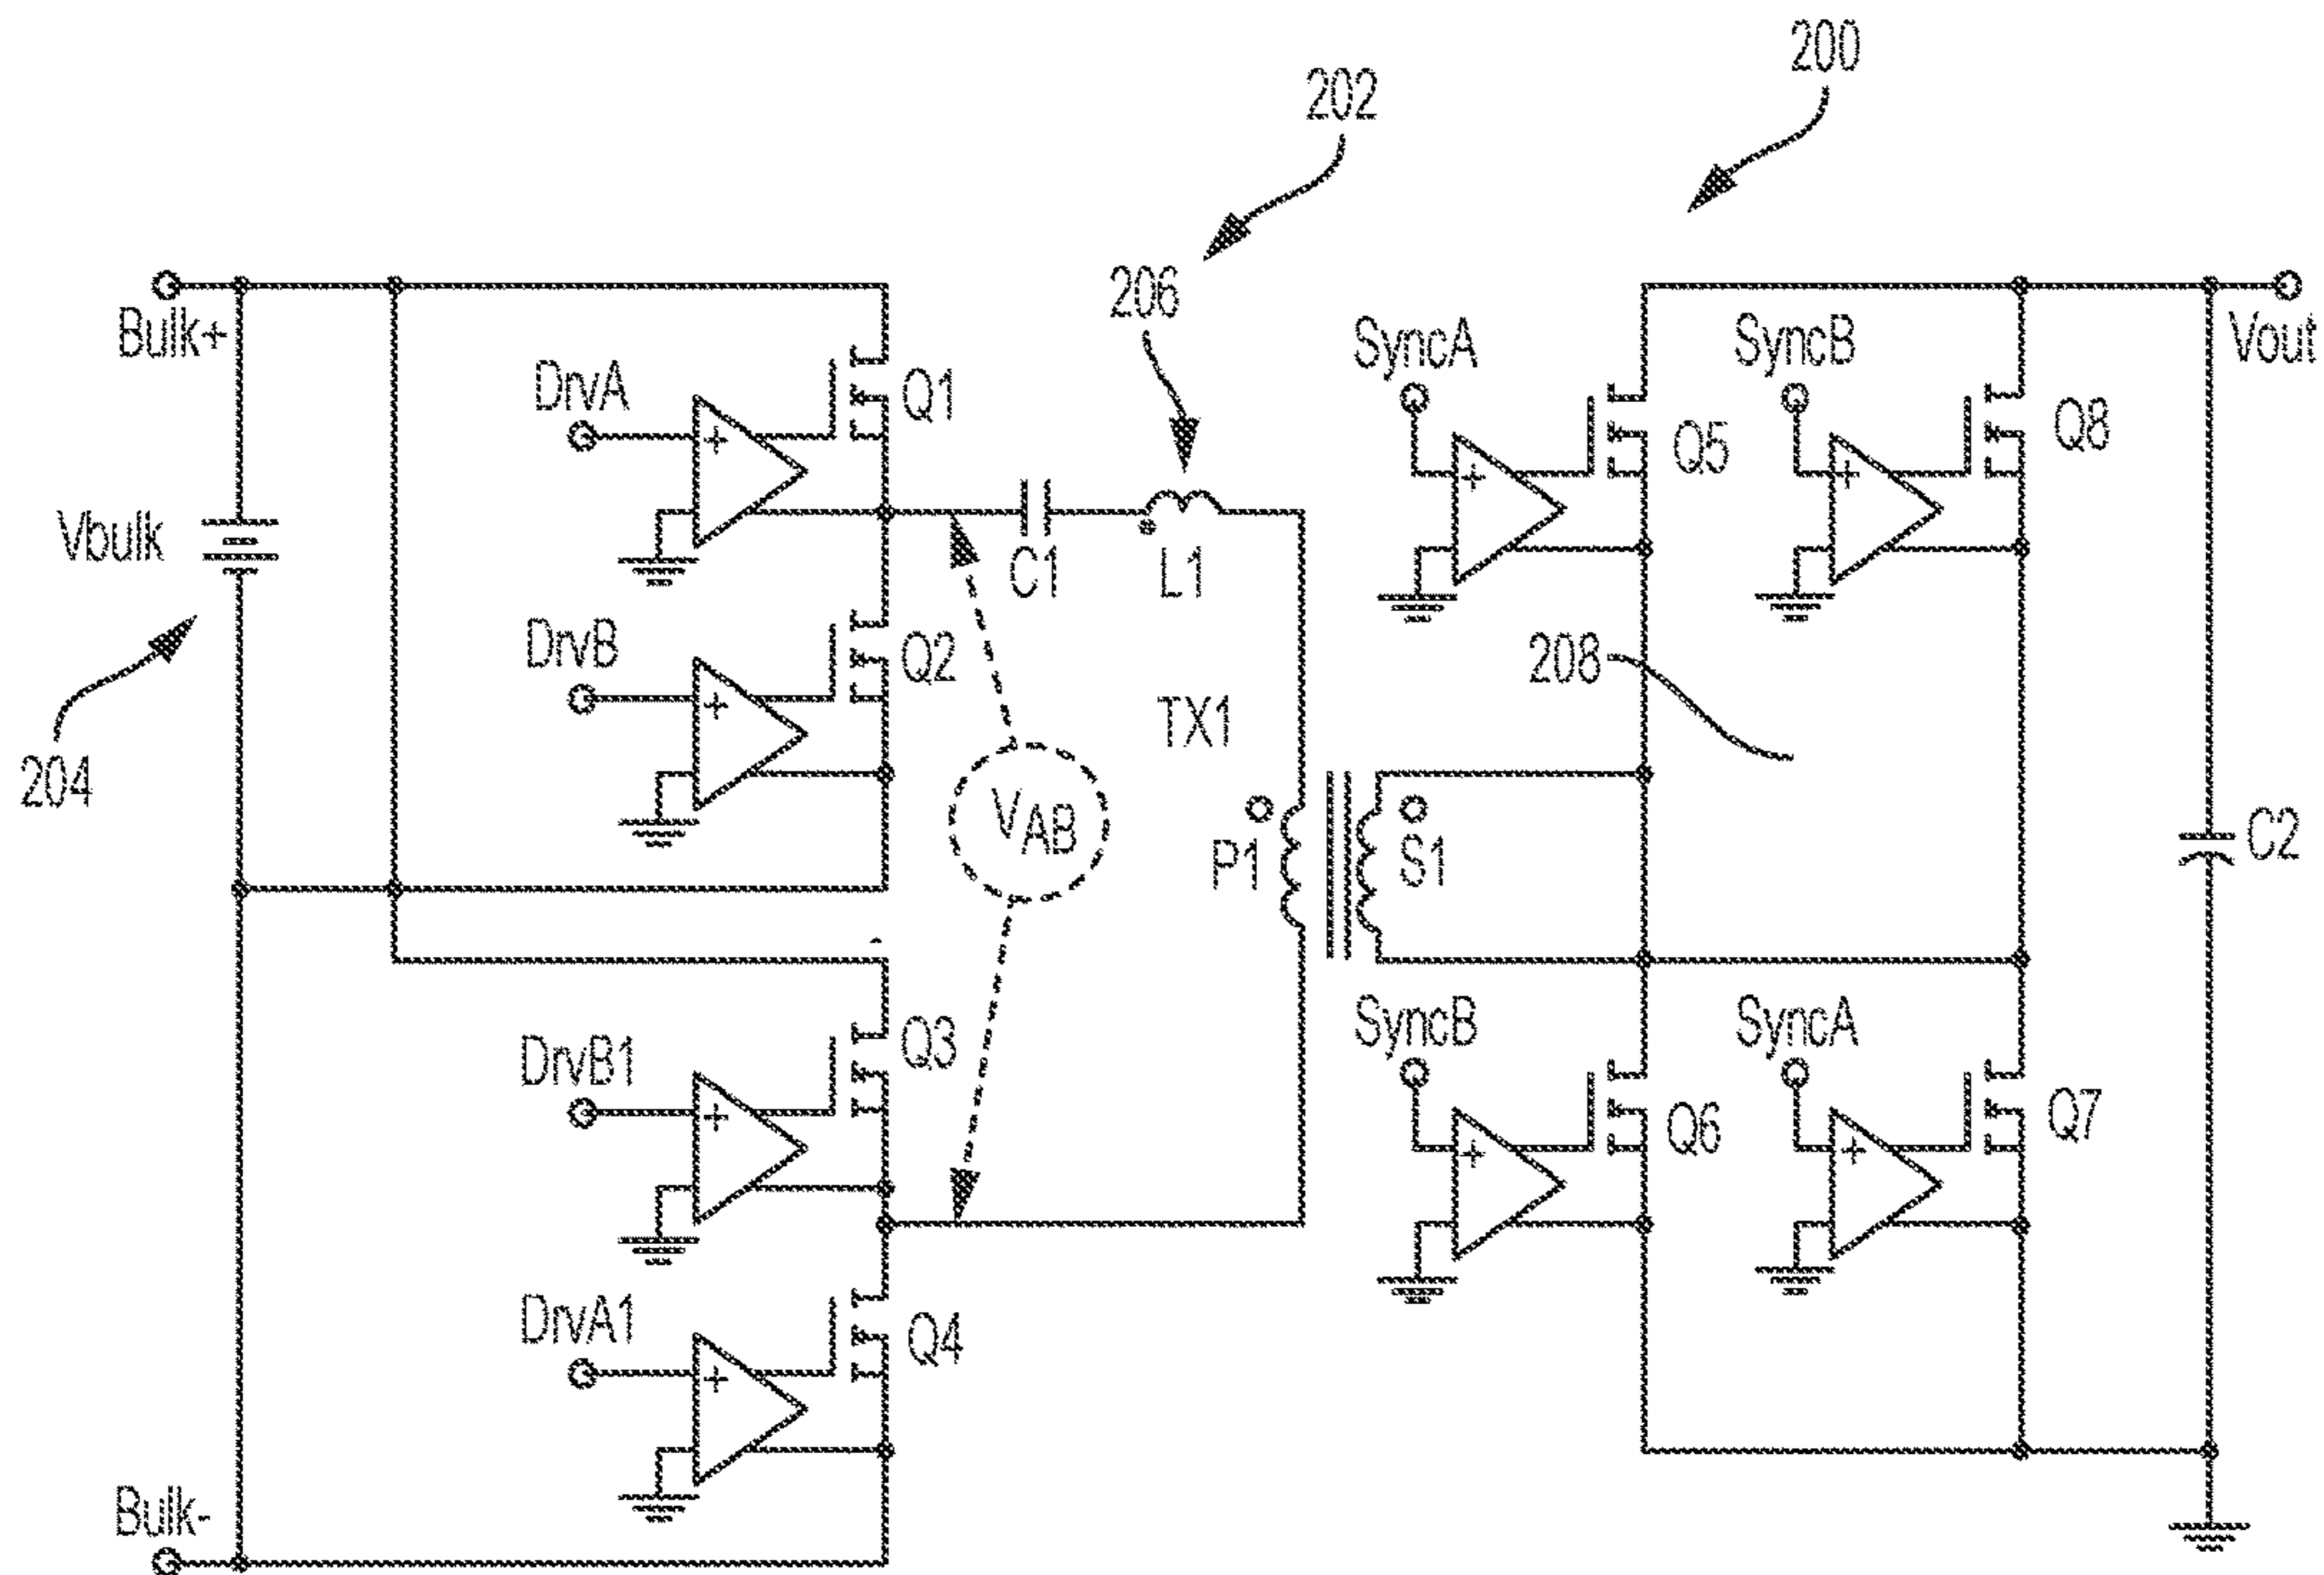 200
202
206
Bulk+
Vout
DrvA
Q1
SyncA
Q5
SyncB
Q8
Vbulk
C1
L1
DrvB
Q2
208
204
TX1
VAB
P1
S1
C2
DrvB1
Q3
SyncB
Q6
SyncA
Q7
DrvA1
Q4
Bulk-